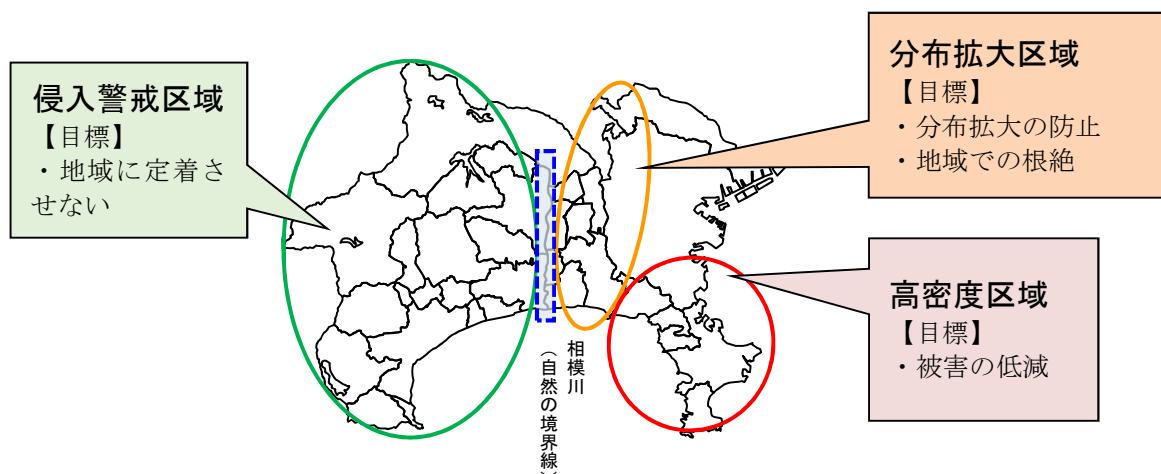 侵入警戒区域
【目標】
・地域に定着さ
せない
分布拡大区域
【目標】
・分布拡大の防止
・地域での根絶
高密度区域
【目標】
・被害の低減
相模川
（自然の境界線）